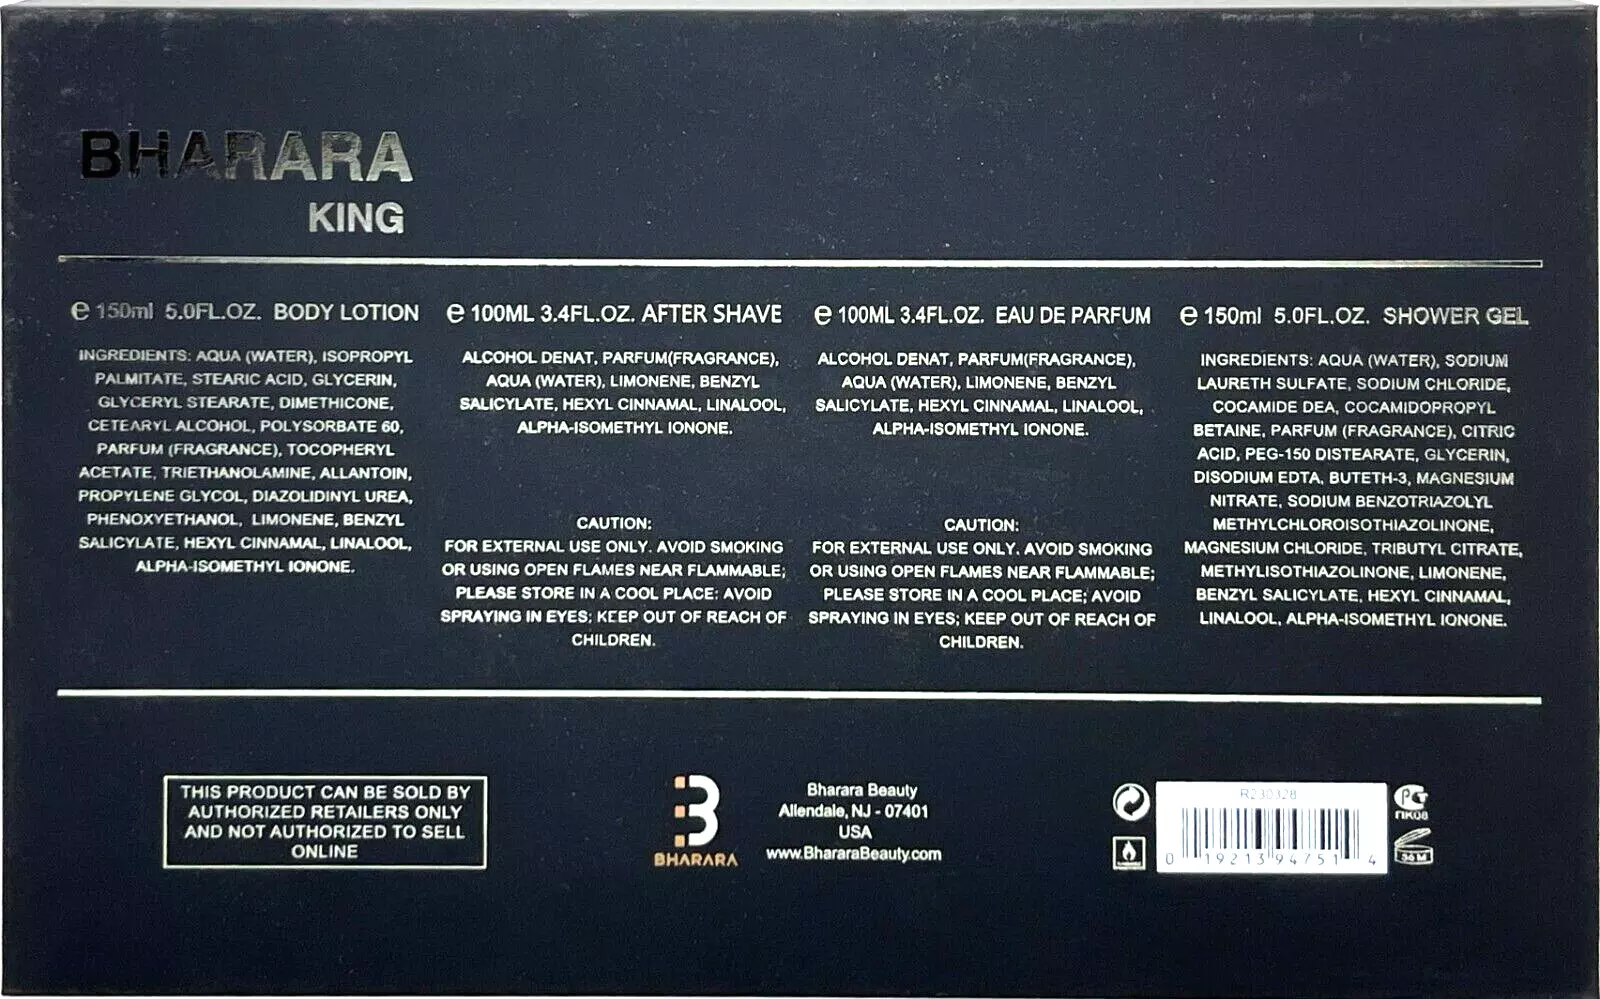 BHARARA
KING
e 150ml 5.0FL.OZ. BODY LOTION
INGREDIENTS: AQUA (WATER), ISOPROPYL
PALMITATE, STEARIC ACID, GLYCERIN,
GLYCERYL STEARATE, DIMETHICONE,
CETEARYL ALCOHOL, POLYSORBATE 60,
PARFUM (FRAGRANCE), TOCOPHERYL
ACETATE, TRIETHANOLAMINE, ALLANTOIN,
PROPYLENE GLYCOL, DIAZOLIDINYL UREA,
PHENOXYETHANOL, LIMONENE, BENZYL
SALICYLATE, HEXYL CINNAMAL, LINALOOL,
ALPHA-ISOMETHYL IONONE.
e 100ML 3.4FL.OZ. AFTER SHAVE
ALCOHOL DENAT, PARFUM(FRAGRANCE),
AQUA (WATER), LIMONENE, BENZYL
SALICYLATE, HEXYL CINNAMAL, LINALOOL,
ALPHA-ISOMETHYL IONONE.
CAUTION:
FOR EXTERNAL USE ONLY. AVOID SMOKING
OR USING OPEN FLAMES NEAR FLAMMABLE;
PLEASE STORE IN A COOL PLACE: AVOID
SPRAYING IN EYES; KEEP OUT OF REACH OF
CHILDREN.
e 100ML 3.4FL.OZ. EAU DE PARFUM
ALCOHOL DENAT, PARFUM(FRAGRANCE),
AQUA (WATER), LIMONENE, BENZYL
SALICYLATE, HEXYL CINNAMAL, LINALOOL,
ALPHA-ISOMETHYL IONONE.
CAUTION:
FOR EXTERNAL USE ONLY. AVOID SMOKING
OR USING OPEN FLAMES NEAR FLAMMABLE;
PLEASE STORE IN A COOL PLACE; AVOID
SPRAYING IN EYES; KEEP OUT OF REACH OF
CHILDREN.
e 150ml 5.0FL.OZ. SHOWER GEL
INGREDIENTS: AQUA (WATER), SODIUM
LAURETH SULFATE, SODIUM CHLORIDE,
COCAMIDE DEA, COCAMIDOPROPYL
BETAINE, PARFUM (FRAGRANCE), CITRIC
ACID, PEG-150 DISTEARATE, GLYCERIN,
DISODIUM EDTA, BUTETH-3, MAGNESIUM
NITRATE, SODIUM BENZOTRIAZOLYL
METHYLCHLOROISOTHIAZOLINONE,
MAGNESIUM CHLORIDE, TRIBUTYL CITRATE,
METHYLISOTHIAZOLINONE, LIMONENE,
BENZYL SALICYLATE, HEXYL CINNAMAL,
LINALOOL, ALPHA-ISOMETHYL IONONE.
THIS PRODUCT CAN BE SOLD BY
AUTHORIZED RETAILERS ONLY
AND NOT AUTHORIZED TO SELL
ONLINE
BHARARA
Bharara Beauty
Allendale, NJ - 07401
USA
www.BhararaBeauty.com
R230328
0 19213 94751 4
ПК08
36 M